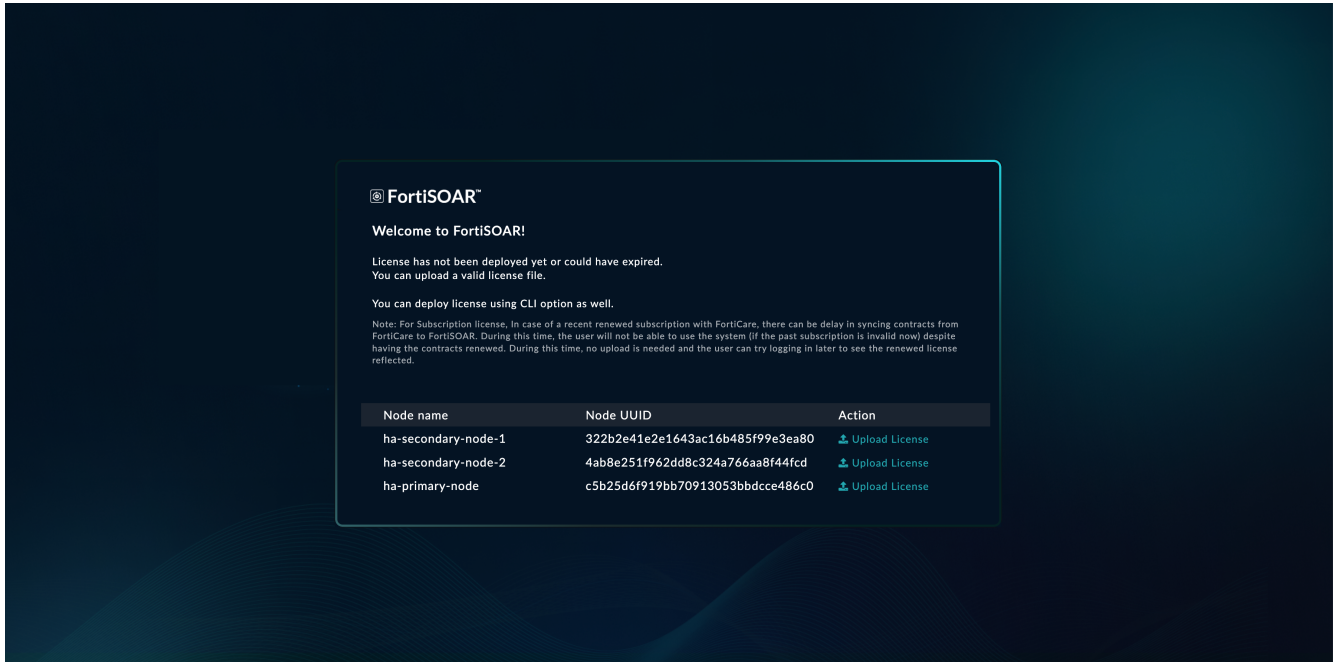 FortiSOAR™
Welcome to FortiSOAR!
License has not been deployed yet or could have expired.
You can upload a valid license file.
You can deploy license using CLI option as well.
Note: For Subscription license, In case of a recent renewed subscription with FortiCare, there can be delay in syncing contracts from
FortiCare to FortiSOAR. During this time, the user will not be able to use the system (if the past subscription is invalid now) despite
having the contracts renewed. During this time, no upload is needed and the user can try logging in later to see the renewed license
reflected.
Node name Node UUID Action
ha-secondary-node-1 322b2e41e2e1643ac16b485f99e3ea80 Upload License
ha-secondary-node-2 4ab8e251f962dd8c324a766aa8f44fcd Upload License
ha-primary-node c5b25d6f919bb70913053bbdcce486c0 Upload License